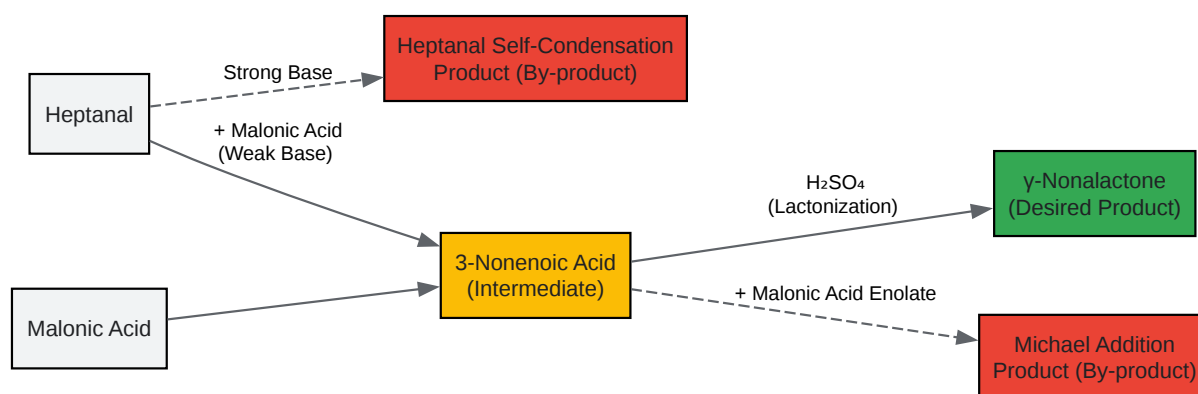 Heptanal Self-Condensation
Product (By-product)
Strong Base
Heptanal
+ Malonic Acid
(Weak Base)
γ-Nonalactone
(Desired Product)
H₂SO₄
(Lactonization)
3-Nonenoic Acid
(Intermediate)
+ Malonic Acid Enolate
Malonic Acid
Michael Addition
Product (By-product)